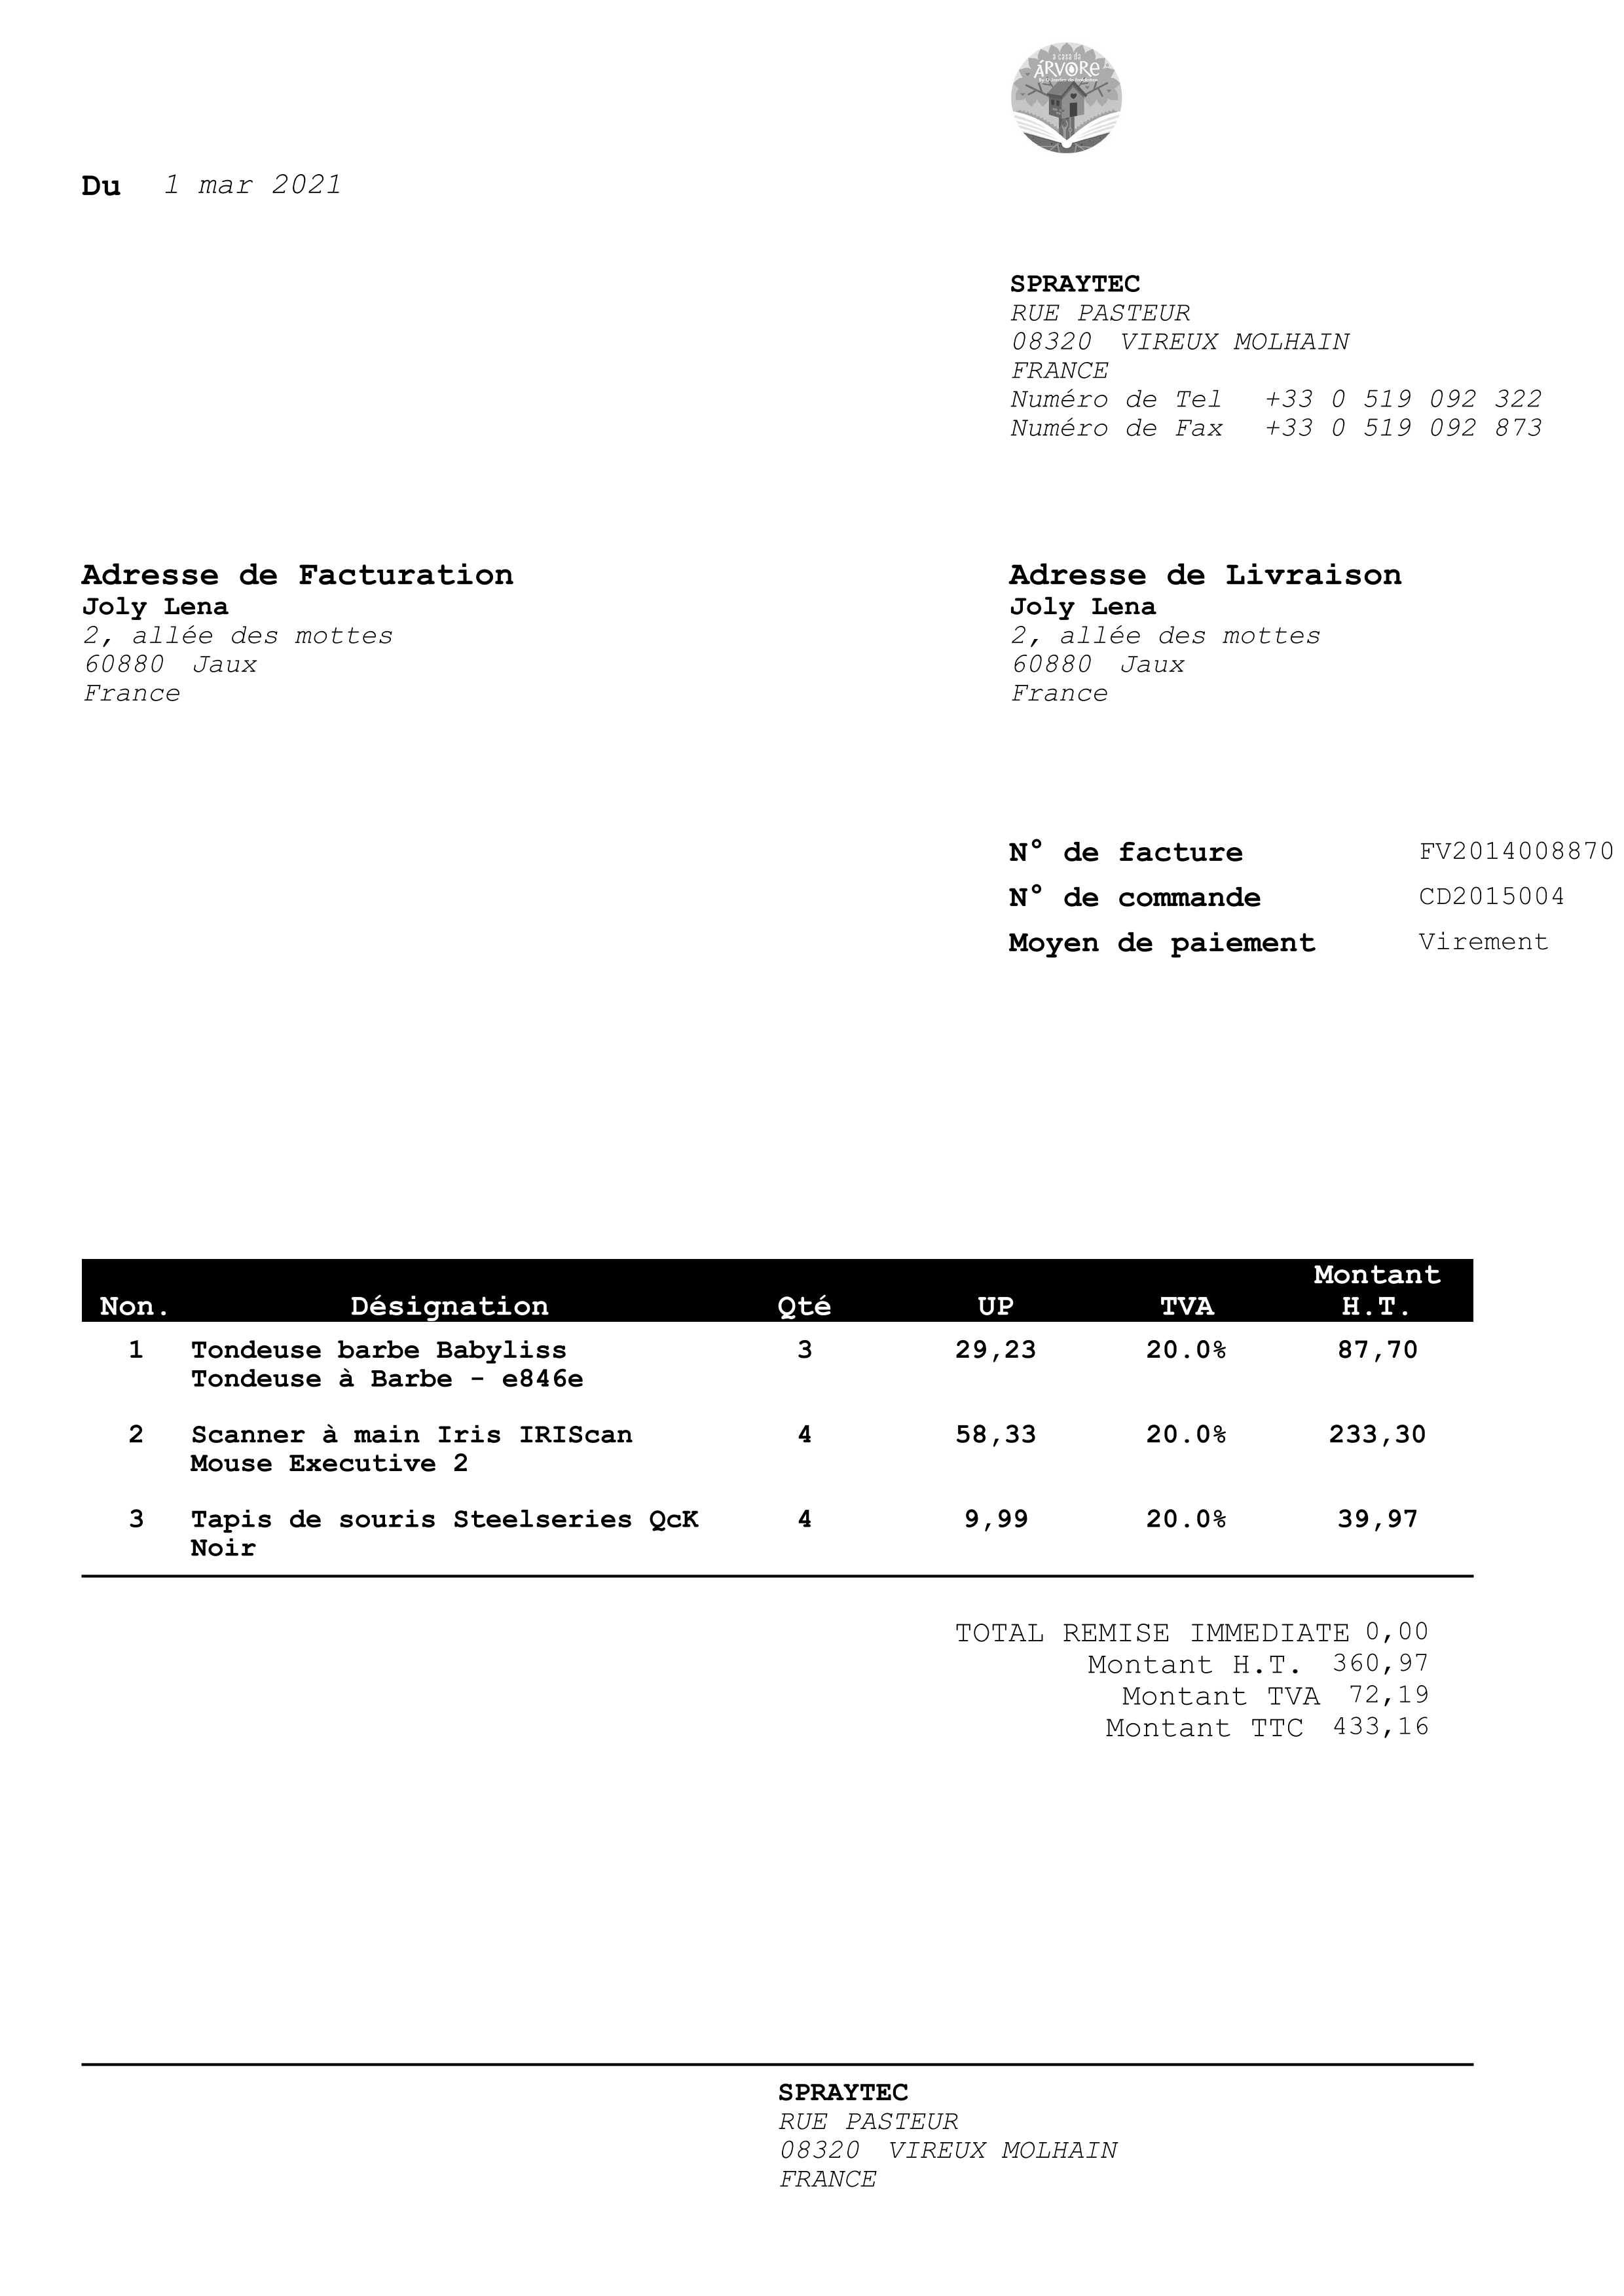 a casa da
ÁRVORe
Du 1 mar 2021
SPRAYTEC
RUE PASTEUR
08320 VIREUX MOLHAIN
FRANCE
Numéro de Tel +33 0 519 092 322
Numéro de Fax +33 0 519 092 873
Adresse de Facturation
Joly Lena
2, allée des mottes
60880 Jaux
France
Adresse de Livraison
Joly Lena
2, allée des mottes
60880 Jaux
France
N° de facture FV2014008870
N° de commande CD2015004
Moyen de paiement Virement
Non. Désignation Qté UP TVA Montant H.T.
1 Tondeuse barbe Babyliss 3 29,23 20.0% 87,70
Tondeuse à Barbe - e846e
2 Scanner à main Iris IRIScan 4 58,33 20.0% 233,30
Mouse Executive 2
3 Tapis de souris Steelseries QcK 4 9,99 20.0% 39,97
Noir
TOTAL REMISE IMMEDIATE 0,00
Montant H.T. 360,97
Montant TVA 72,19
Montant TTC 433,16
SPRAYTEC
RUE PASTEUR
08320 VIREUX MOLHAIN
FRANCE